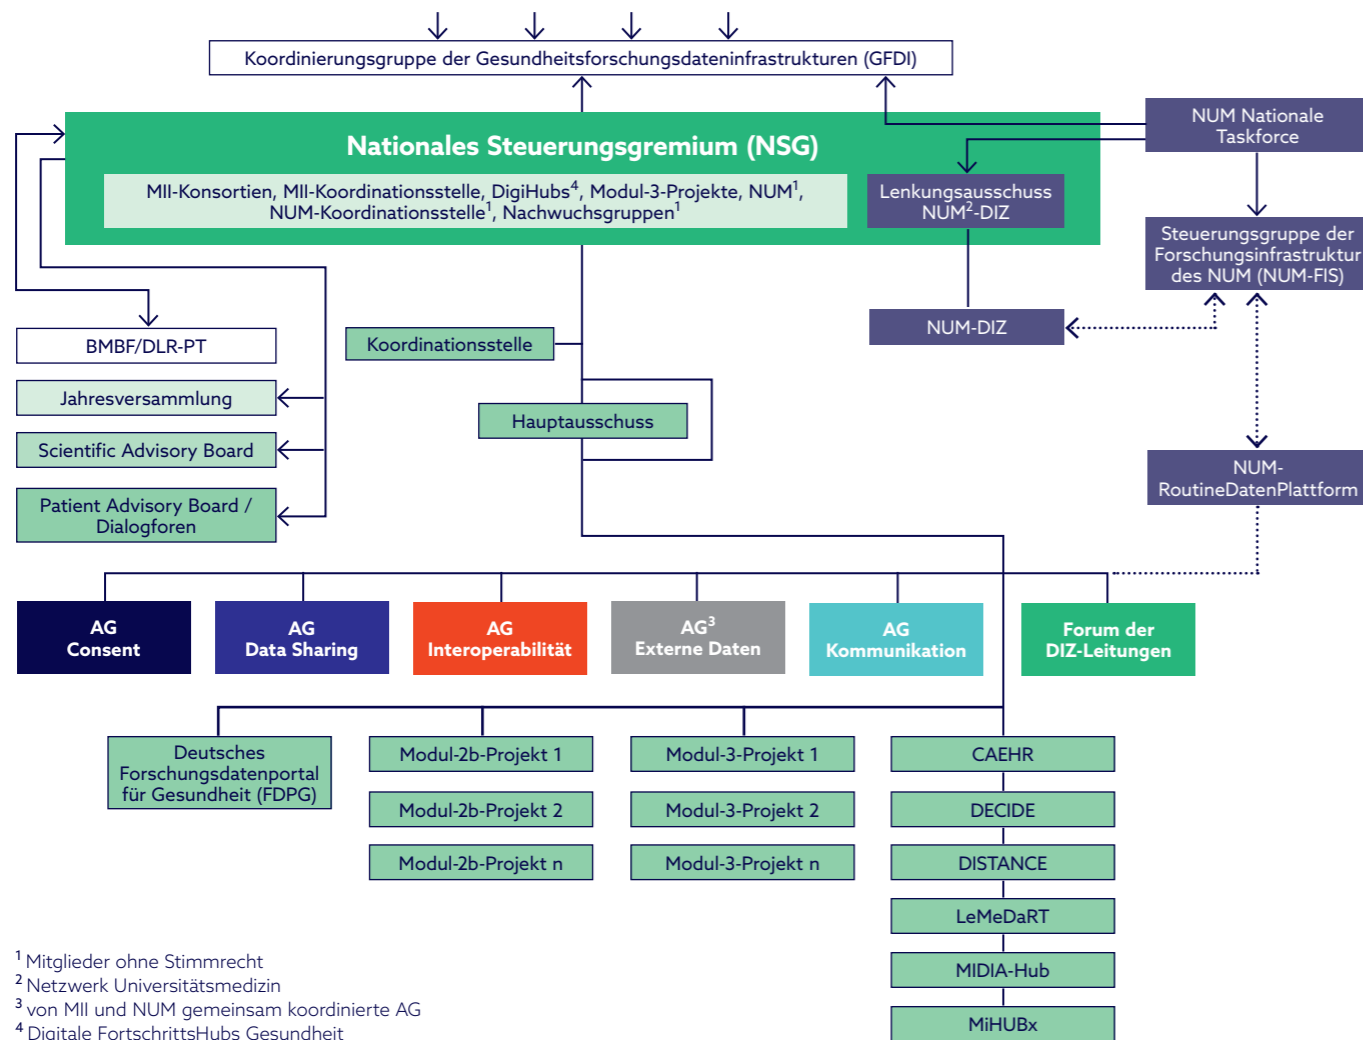 Koordinierungsgruppe der Gesundheitsforschungsdateninfrastrukturen (GFDI)
Nationales Steuerungsgremium (NSG)
MII-Konsortien, MII-Koordinationsstelle, DigiHubs⁴, Modul-3-Projekte, NUM¹,
NUM-Koordinationsstelle¹, Nachwuchsgruppen¹
Lenkungsausschuss
NUM²-DIZ
NUM Nationale
Taskforce
Steuerungsgruppe der
Forschungsinfrastruktur
des NUM (NUM-FIS)
NUM-DIZ
NUM-
RoutineDatenPlattform
BMBF/DLR-PT
Jahresversammlung
Scientific Advisory Board
Patient Advisory Board /
Dialogforen
Koordinationsstelle
Hauptausschuss
AG
Consent
AG
Data Sharing
AG
Interoperabilität
AG³
Externe Daten
AG
Kommunikation
Forum der
DIZ-Leitungen
Deutsches
Forschungsdatenportal
für Gesundheit (FDPG)
Modul-2b-Projekt 1
Modul-2b-Projekt 2
Modul-2b-Projekt n
Modul-3-Projekt 1
Modul-3-Projekt 2
Modul-3-Projekt n
CAEHR
DECIDE
DISTANCE
LeMeDaRT
MIDIA-Hub
MiHUBx
¹ Mitglieder ohne Stimmrecht
² Netzwerk Universitätsmedizin
³ von MII und NUM gemeinsam koordinierte AG
⁴ Digitale FortschrittsHubs Gesundheit